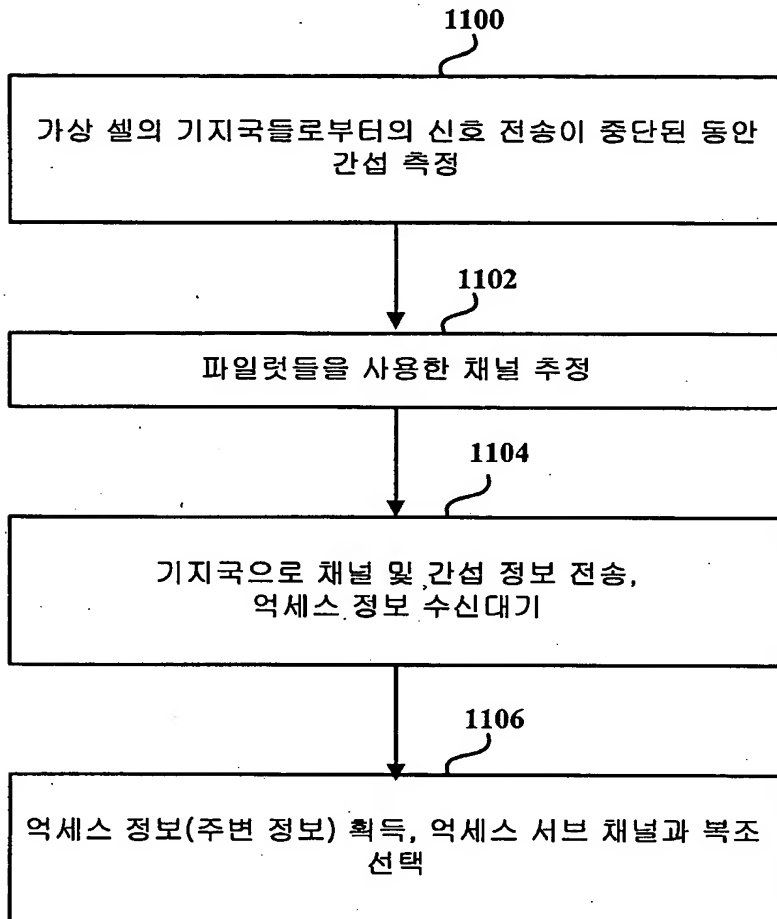 1100
가상 셀의 기지국들로부터의 신호 전송이 중단된 동안
간섭 측정
1102
파일럿들을 사용한 채널 추정
1104
기지국으로 채널 및 간섭 정보 전송,
억세스 정보 수신대기
1106
억세스 정보(주변 정보) 획득, 억세스 서브 채널과 복조
선택